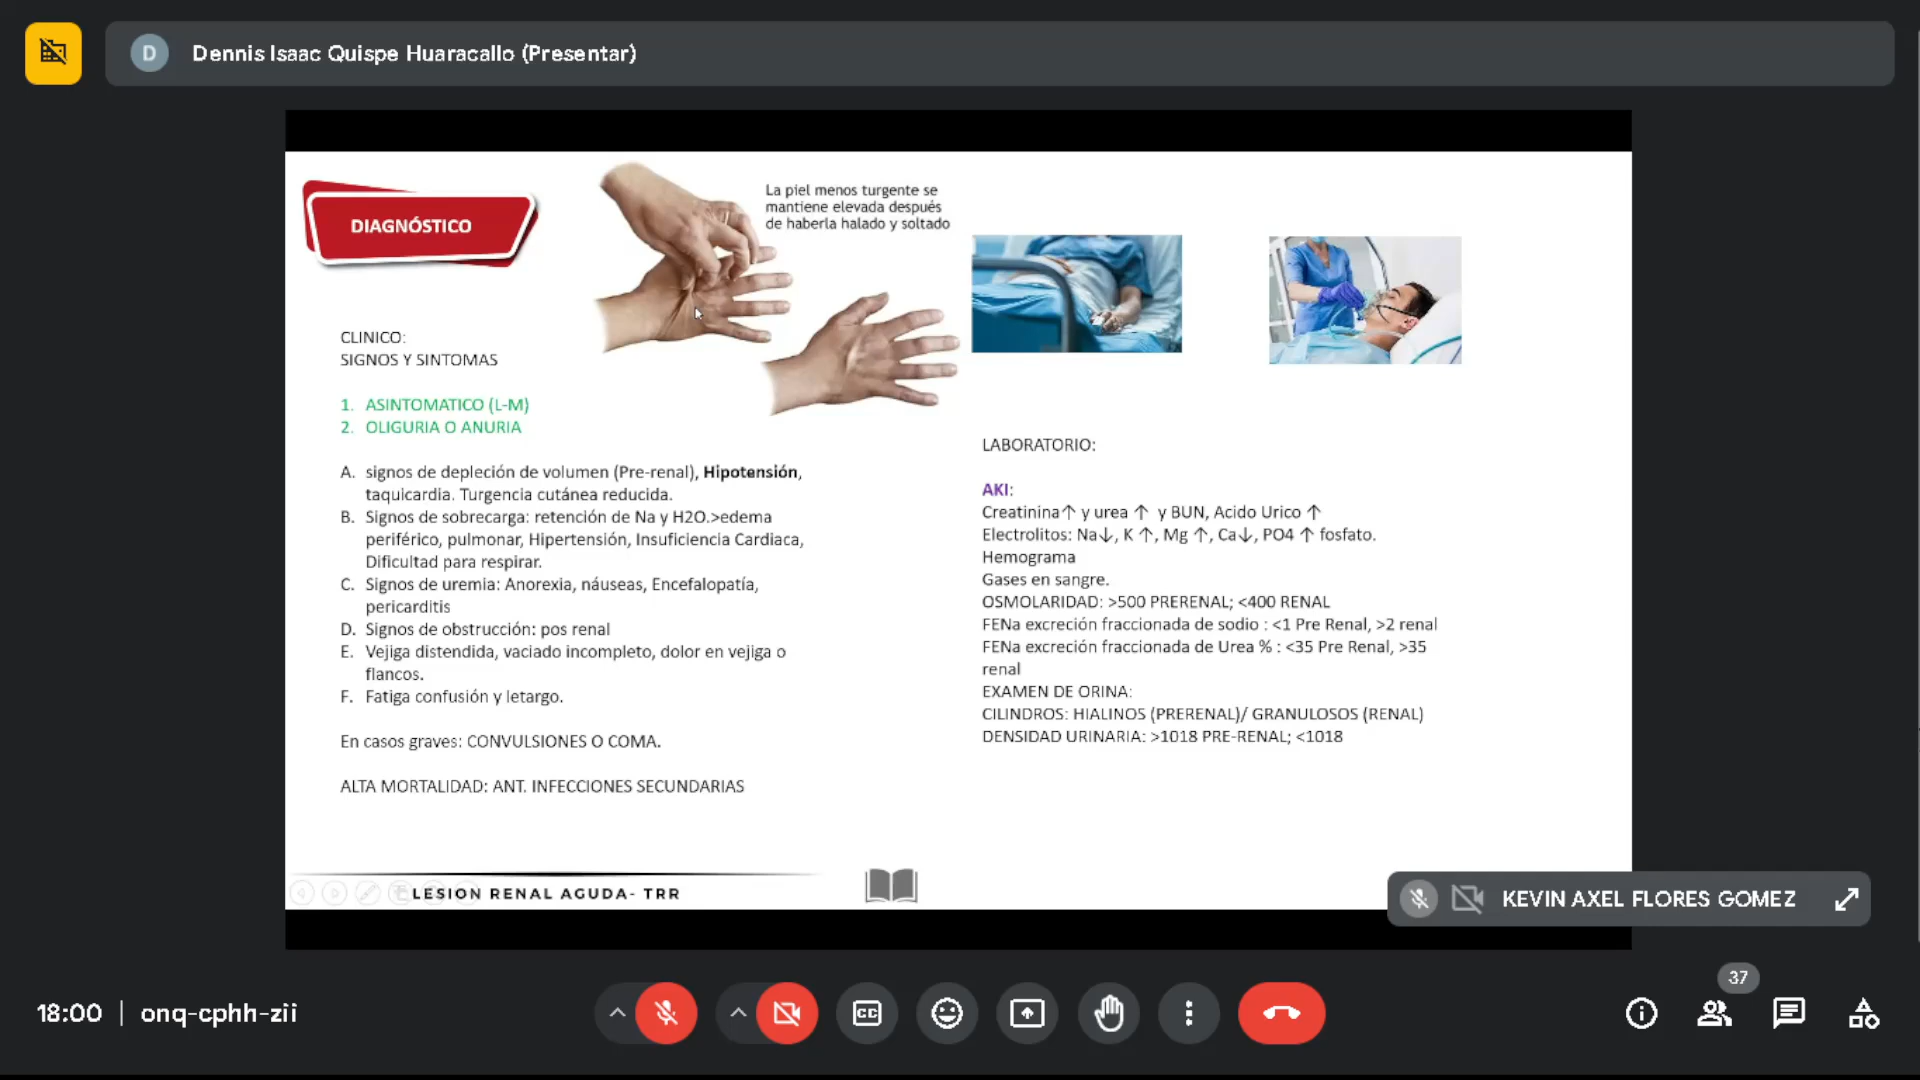 D Dennis Isaac Quispe Huaracallo (Presentar)
DIAGNÓSTICO
La piel menos turgente se
mantiene elevada después
de haberla halado y soltado
CLINICO:
SIGNOS Y SINTOMAS
1. ASINTOMATICO (L-M)
2. OLIGURIA O ANURIA
A. signos de depleción de volumen (Pre-renal), Hipotensión,
taquicardia. Turgencia cutánea reducida.
B. Signos de sobrecarga: retención de Na y H2O.>edema
periférico, pulmonar, Hipertensión, Insuficiencia Cardiaca,
Dificultad para respirar.
C. Signos de uremia: Anorexia, náuseas, Encefalopatía,
pericarditis
D. Signos de obstrucción: pos renal
E. Vejiga distendida, vaciado incompleto, dolor en vejiga o
flancos.
F. Fatiga confusión y letargo.
En casos graves: CONVULSIONES O COMA.
ALTA MORTALIDAD: ANT. INFECCIONES SECUNDARIAS
LABORATORIO:
AKI:
Creatinina↑ y urea ↑ y BUN, Acido Urico ↑
Electrolitos: Na↓, K ↑, Mg ↑, Ca↓, PO4 ↑ fosfato.
Hemograma
Gases en sangre.
OSMOLARIDAD: >500 PRERENAL; <400 RENAL
FENa excreción fraccionada de sodio : <1 Pre Renal, >2 renal
FENa excreción fraccionada de Urea % : <35 Pre Renal, >35
renal
EXAMEN DE ORINA:
CILINDROS: HIALINOS (PRERENAL)/ GRANULOSOS (RENAL)
DENSIDAD URINARIA: >1018 PRE-RENAL; <1018
LESION RENAL AGUDA- TRR
KEVIN AXEL FLORES GOMEZ
18:00 | onq-cphh-zii
CC
37